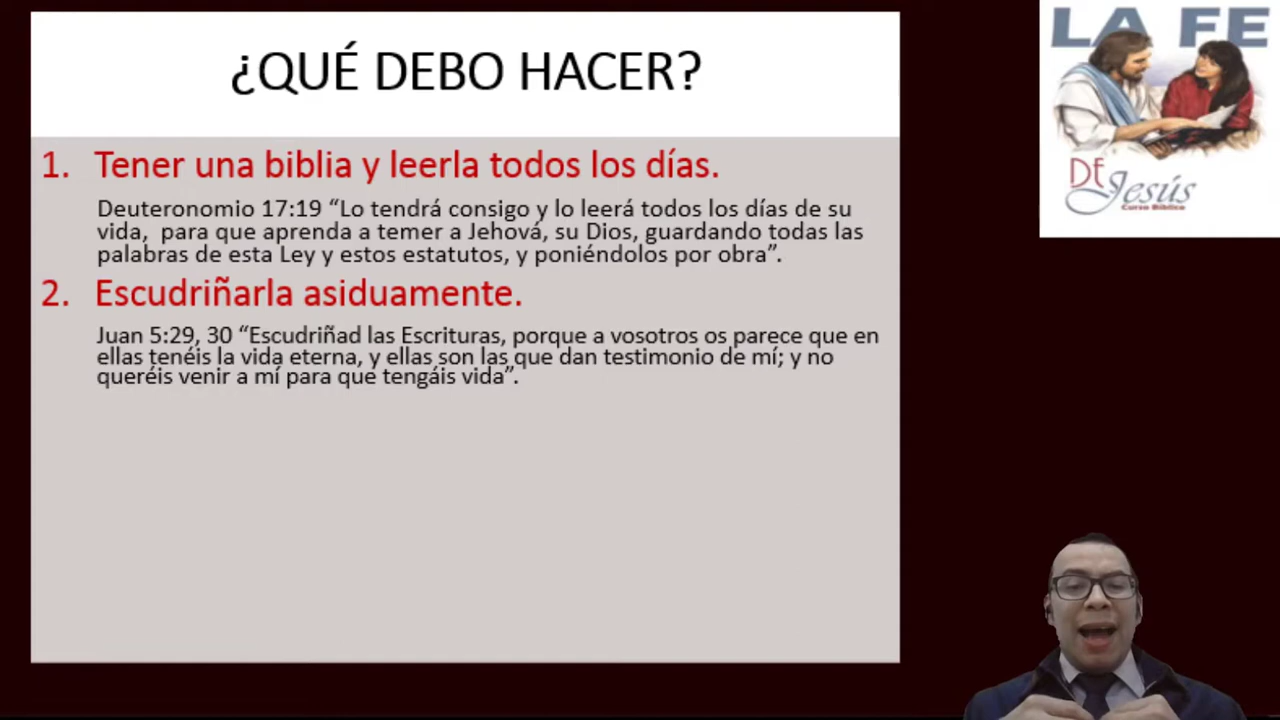 ¿QUÉ DEBO HACER?
1. Tener una biblia y leerla todos los días.
Deuteronomio 17:19 “Lo tendrá consigo y lo leerá todos los días de su
vida, para que aprenda a temer a Jehová, su Dios, guardando todas las
palabras de esta Ley y estos estatutos, y poniéndolos por obra”.
2. Escudriñarla asiduamente.
Juan 5:29, 30 “Escudriñad las Escrituras, porque a vosotros os parece que en
ellas tenéis la vida eterna, y ellas son las que dan testimonio de mí; y no
queréis venir a mí para que tengáis vida”.
LA FE
DE
Jesús
Curso Bíblico